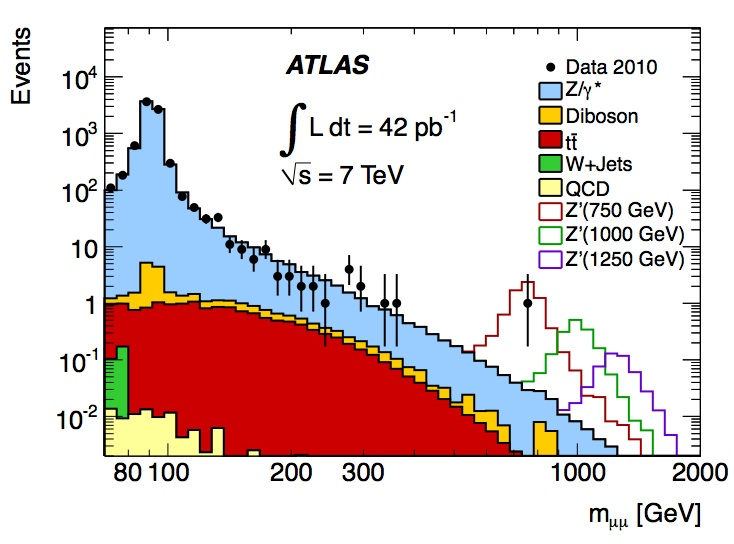 Events
10⁴
10³
10²
10
1
10⁻¹
10⁻²
ATLAS
∫ L dt = 42 pb⁻¹
√s = 7 TeV
Data 2010
Z/γ*
Diboson
tt̄
W+Jets
QCD
Z'(750 GeV)
Z'(1000 GeV)
Z'(1250 GeV)
80 100 200 300 1000 2000
m_μμ [GeV]